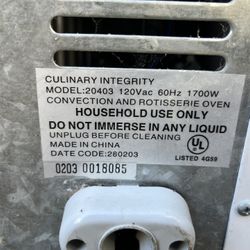 CULINARY INTEGRITY
MODEL:20403 120Vac 60Hz 1700W
CONVECTION AND ROTISSERIE OVEN
HOUSEHOLD USE ONLY
DO NOT IMMERSE IN ANY LIQUID
UNPLUG BEFORE CLEANING
MADE IN CHINA
DATE CODE:280203
UL
LISTED 4G59
0203 0018085